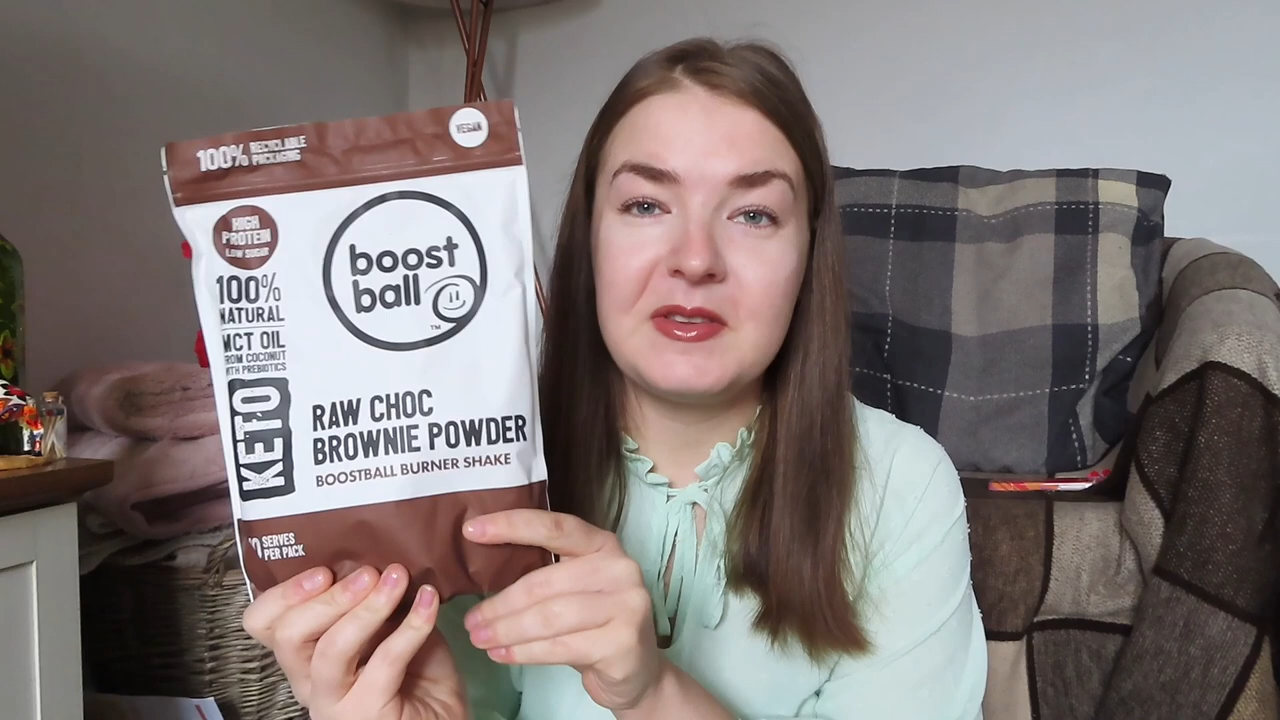 100% RECYCLABLE
PACKAGING
VEGAN
HIGH
PROTEIN
LOW SUGAR
100%
NATURAL
MCT OIL
FROM COCONUT
WITH PREBIOTICS
KETO
boost
ball
TM
RAW CHOC
BROWNIE POWDER
BOOSTBALL BURNER SHAKE
SERVES
PER PACK